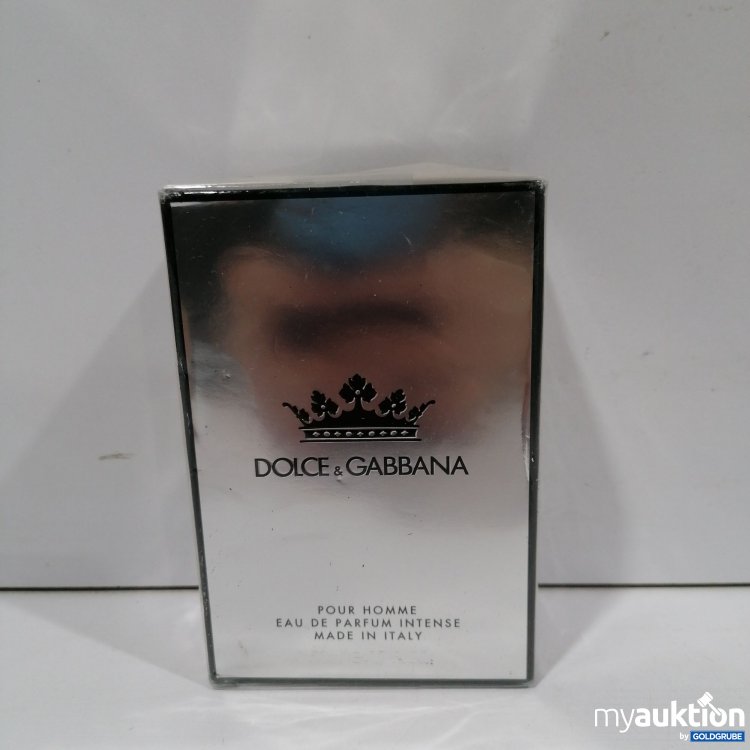 DOLCE & GABBANA
POUR HOMME
EAU DE PARFUM INTENSE
MADE IN ITALY
myauktion
by GOLDGRUBE